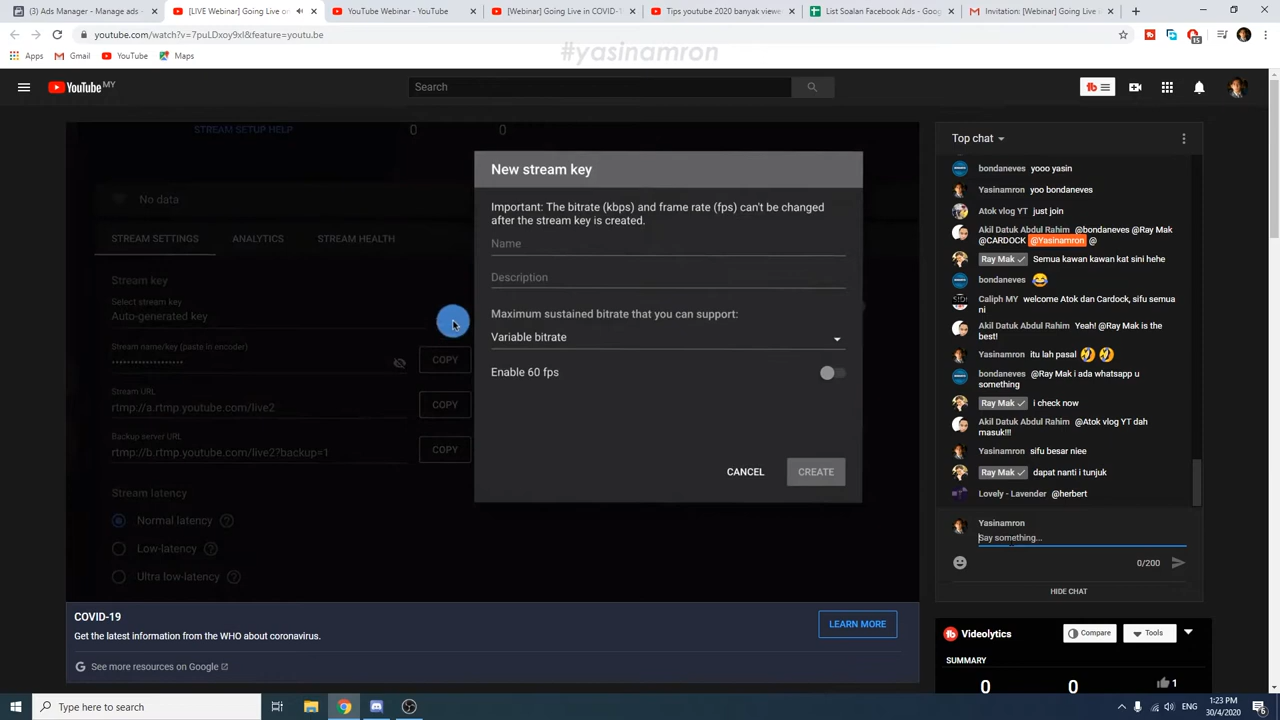 (3) Ads Manager - Manage ads -
[LIVE Webinar] Going Live On
YouTube Webinar - YouTube
[Webinar] Going Live in COVID-1
Tips youtube 2020 banyak views
List Soalan Facebook Ads - Goo
Invitation: [Webinar] Going Live
youtube.com/watch?v=7puLDxoy9xI&feature=youtu.be
15
Apps
Gmail
YouTube
Maps
#yasinamron
YouTube MY
Search
tb
STREAM SETUP HELP
0
0
No data
STREAM SETTINGS
ANALYTICS
STREAM HEALTH
Stream key
Select stream key
Auto-generated key
Stream name/key (paste in encoder)
••••••••••••••••••••
COPY
Stream URL
rtmp://a.rtmp.youtube.com/live2
COPY
Backup server URL
rtmp://b.rtmp.youtube.com/live2?backup=1
COPY
Stream latency
Normal latency
Low-latency
Ultra low-latency
New stream key
Important: The bitrate (kbps) and frame rate (fps) can't be changed
after the stream key is created.
Name
Description
Maximum sustained bitrate that you can support:
Variable bitrate
Enable 60 fps
CANCEL
CREATE
COVID-19
Get the latest information from the WHO about coronavirus.
LEARN MORE
See more resources on Google
Top chat
bondaneves yooo yasin
Yasinamron yoo bondaneves
Atok vlog YT just join
Akil Datuk Abdul Rahim @bondaneves @Ray Mak
@CARDOCK @Yasinamron @
Ray Mak Semua kawan kawan kat sini hehe
bondaneves 😂
Caliph MY welcome Atok dan Cardock, sifu semua
ni
Akil Datuk Abdul Rahim Yeah! @Ray Mak is the
best!
Yasinamron itu lah pasal 🤣 🤣
bondaneves @Ray Mak i ada whatsapp u
something
Ray Mak i check now
Akil Datuk Abdul Rahim @Atok vlog YT dah
masuk!!!
Yasinamron sifu besar niee
Ray Mak dapat nanti i tunjuk
Lovely - Lavender @herbert
Yasinamron
Say something...
0/200
HIDE CHAT
tb Videolytics
Compare
Tools
SUMMARY
0
0
1
Type here to search
ENG
1:23 PM
30/4/2020
6